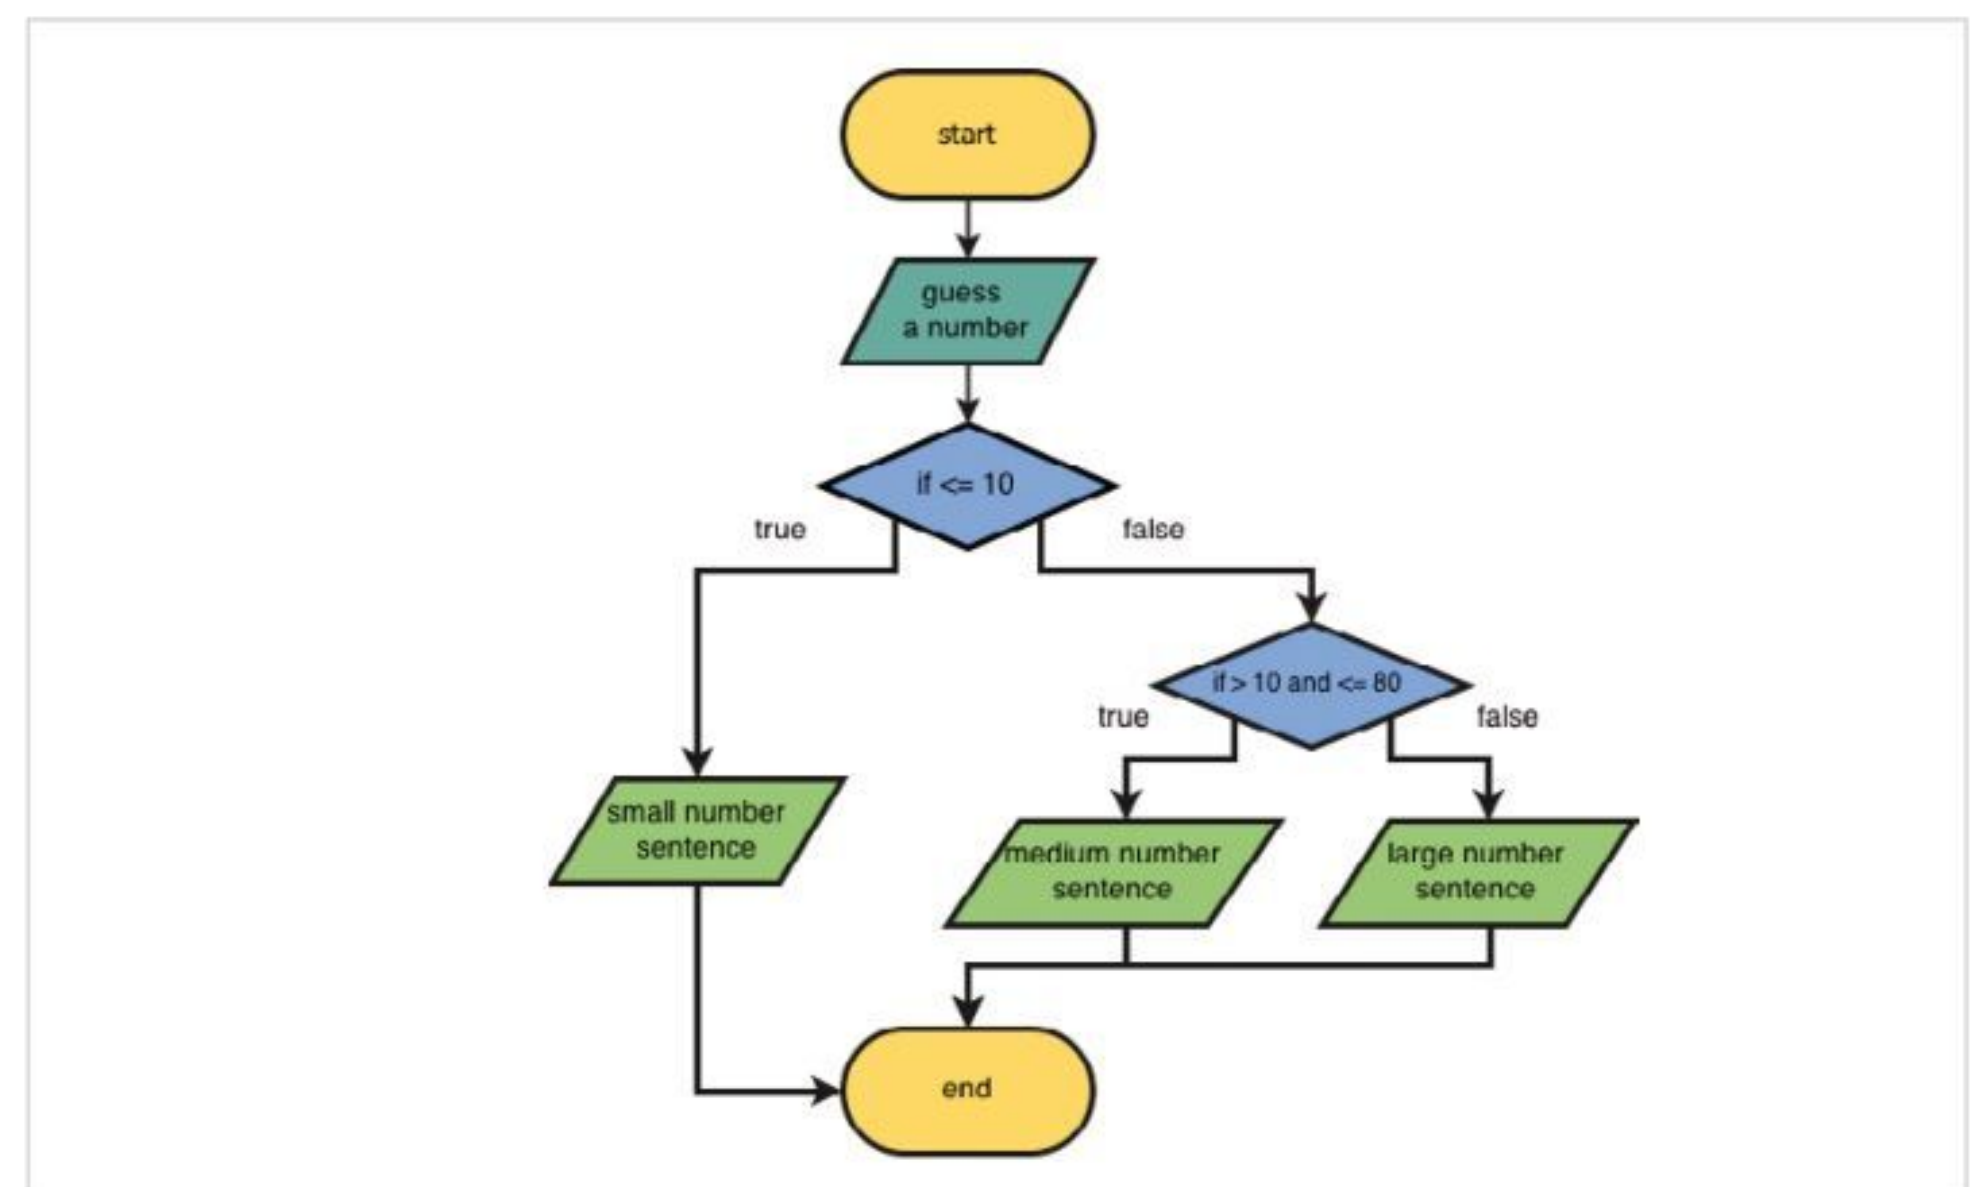 start
guess
a number
if <= 10
true
false
if > 10 and <= 80
true
false
small number
sentence
medium number
sentence
large number
sentence
end